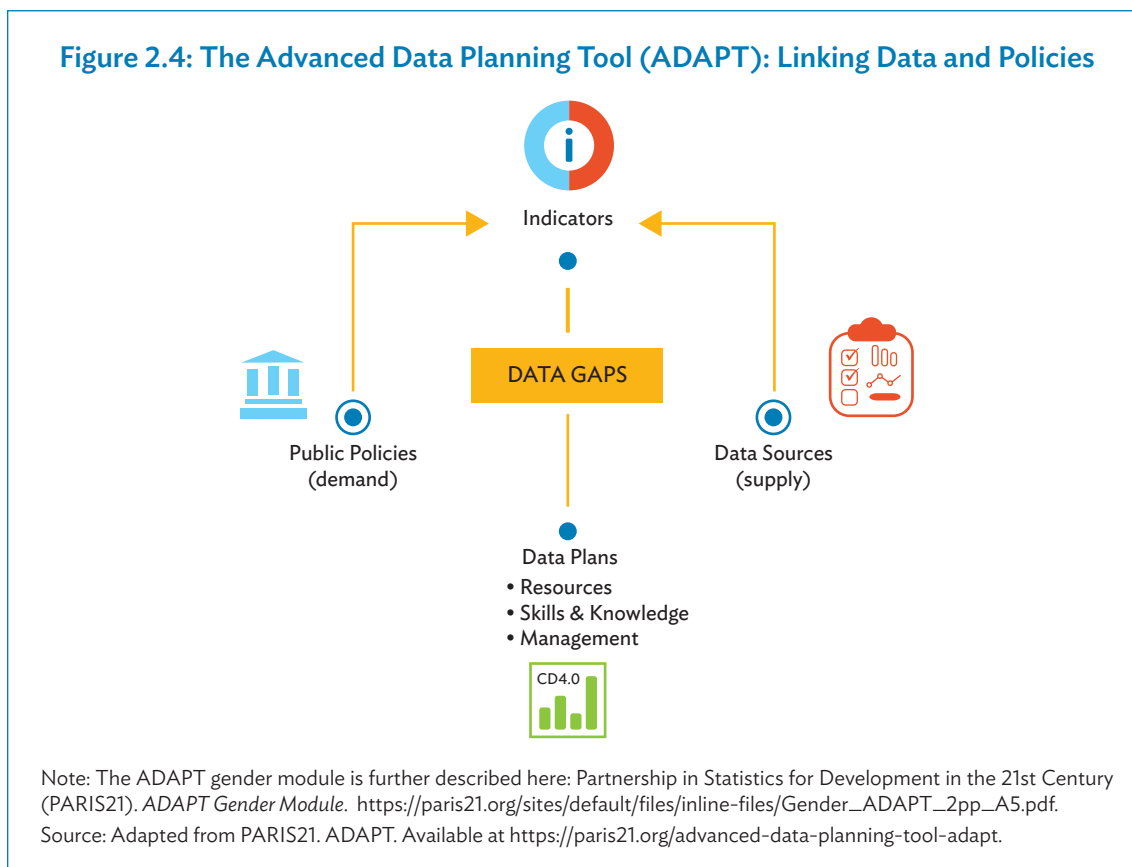 Figure 2.4: The Advanced Data Planning Tool (ADAPT): Linking Data and Policies
i
Indicators
DATA GAPS
Public Policies
(demand)
Data Sources
(supply)
Data Plans
• Resources
• Skills & Knowledge
• Management
CD4.0
Note: The ADAPT gender module is further described here: Partnership in Statistics for Development in the 21st Century
(PARIS21). ADAPT Gender Module. https://paris21.org/sites/default/files/inline-files/Gender_ADAPT_2pp_A5.pdf.
Source: Adapted from PARIS21. ADAPT. Available at https://paris21.org/advanced-data-planning-tool-adapt.